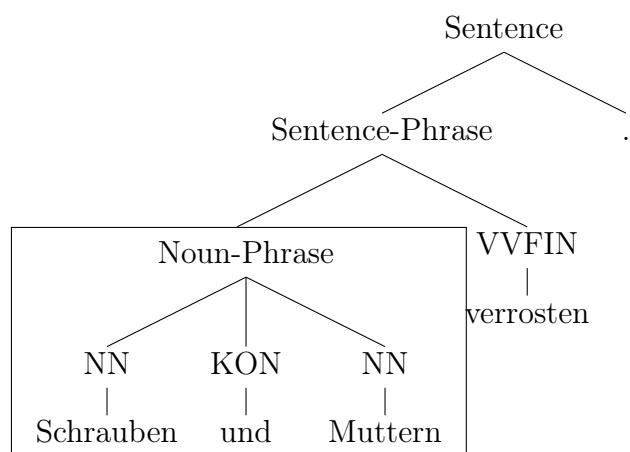 Sentence
Sentence-Phrase .
Noun-Phrase VVFIN
verrosten
NN KON NN
Schrauben und Muttern